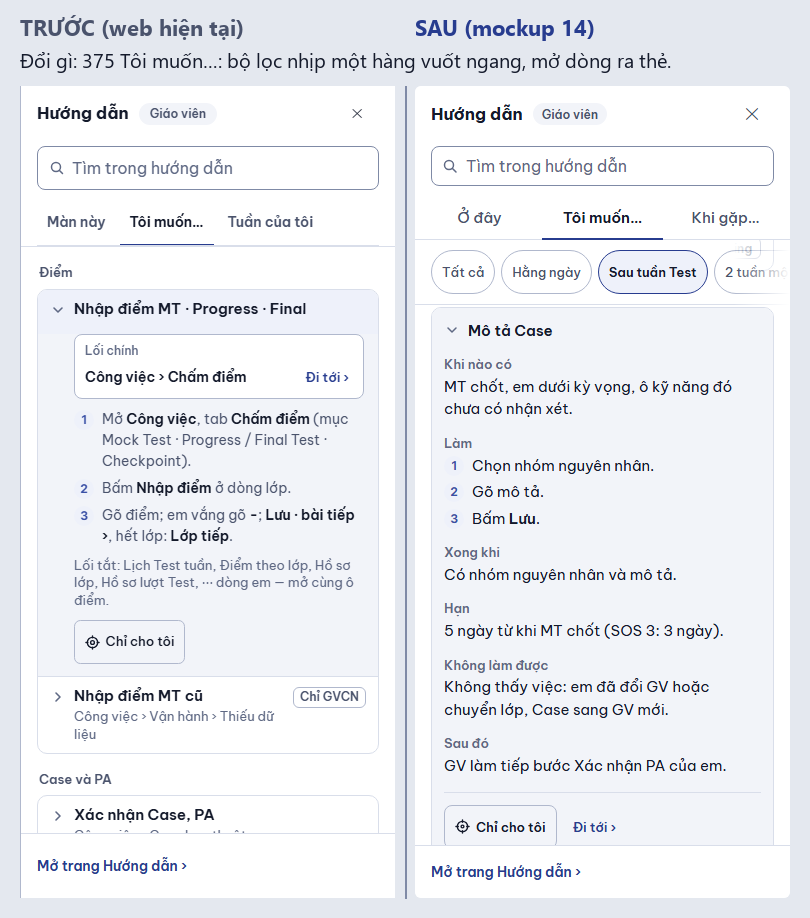 TRƯỚC (web hiện tại)
SAU (mockup 14)
Đổi gì: 375 Tôi muốn…: bộ lọc nhịp một hàng vuốt ngang, mở dòng ra thẻ.
Hướng dẫn
Giáo viên
Tìm trong hướng dẫn
Màn này
Tôi muốn…
Tuần của tôi
Điểm
Nhập điểm MT · Progress · Final
Lối chính
Công việc › Chấm điểm
Đi tới ›
1 Mở Công việc, tab Chấm điểm (mục
Mock Test · Progress / Final Test ·
Checkpoint).
2 Bấm Nhập điểm ở dòng lớp.
3 Gõ điểm; em vắng gõ -; Lưu · bài tiếp
›, hết lớp: Lớp tiếp.
Lối tắt: Lịch Test tuần, Điểm theo lớp, Hồ sơ
lớp, Hồ sơ lượt Test, ⋯ dòng em — mở cùng ô
điểm.
Chỉ cho tôi
Nhập điểm MT cũ
Chỉ GVCN
Công việc › Vận hành › Thiếu dữ
liệu
Case và PA
Xác nhận Case, PA
Mở trang Hướng dẫn ›
Hướng dẫn
Giáo viên
Tìm trong hướng dẫn
Ở đây
Tôi muốn…
Khi gặp…
Tất cả
Hằng ngày
Sau tuần Test
2 tuần
Mô tả Case
Khi nào có
MT chốt, em dưới kỳ vọng, ô kỹ năng đó
chưa có nhận xét.
Làm
1 Chọn nhóm nguyên nhân.
2 Gõ mô tả.
3 Bấm Lưu.
Xong khi
Có nhóm nguyên nhân và mô tả.
Hạn
5 ngày từ khi MT chốt (SOS 3: 3 ngày).
Không làm được
Không thấy việc: em đã đổi GV hoặc
chuyển lớp, Case sang GV mới.
Sau đó
GV làm tiếp bước Xác nhận PA của em.
Chỉ cho tôi
Đi tới ›
Mở trang Hướng dẫn ›